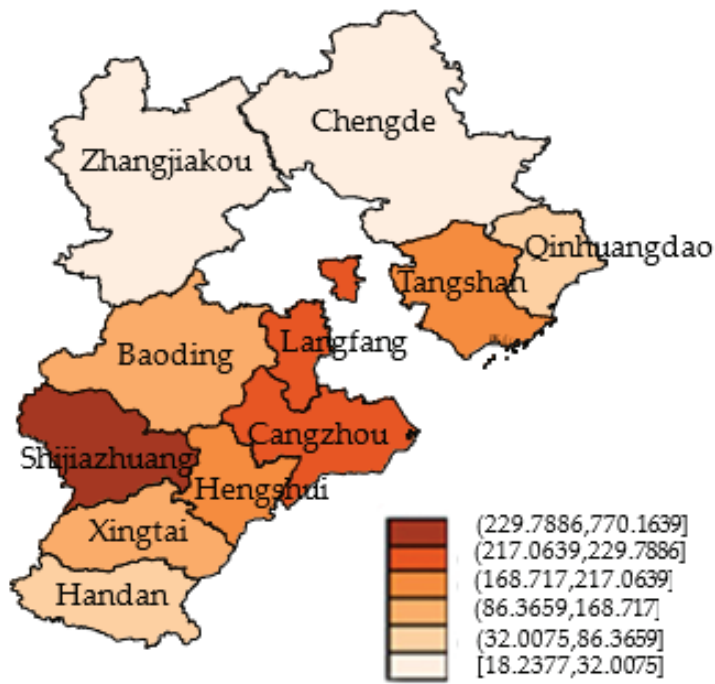 Chengde
Zhangjiakou
Qinhuangdao
Tangshan
Langfang
Baoding
Cangzhou
Shijiazhuang
Hengshui
Xingtai
Handan
(229.7886,770.1639]
(217.0639,229.7886]
(168.717,217.0639]
(86.3659,168.717]
(32.0075,86.3659]
[18.2377,32.0075]